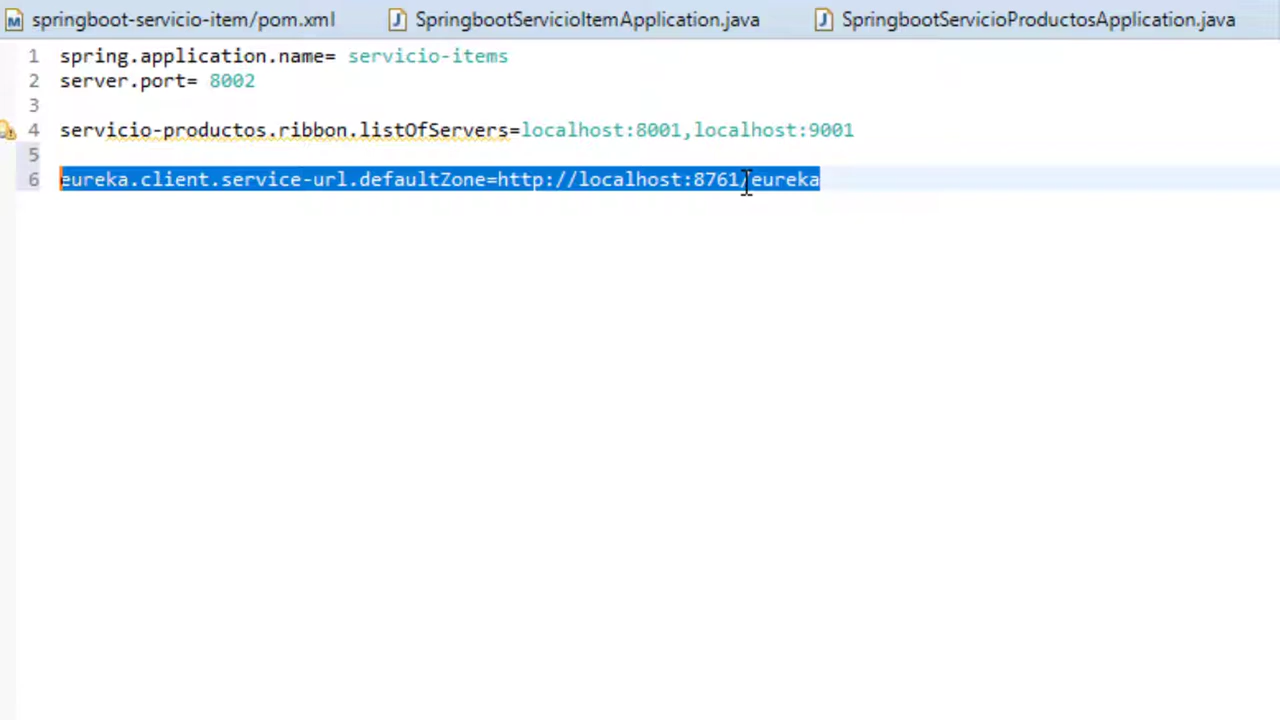 springboot-servicio-item/pom.xml SpringbootServicioItemApplication.java SpringbootServicioProductosApplication.java
1 spring.application.name= servicio-items
2 server.port= 8002
3
4 servicio-productos.ribbon.listOfServers=localhost:8001,localhost:9001
5
6 eureka.client.service-url.defaultZone=http://localhost:8761/eureka